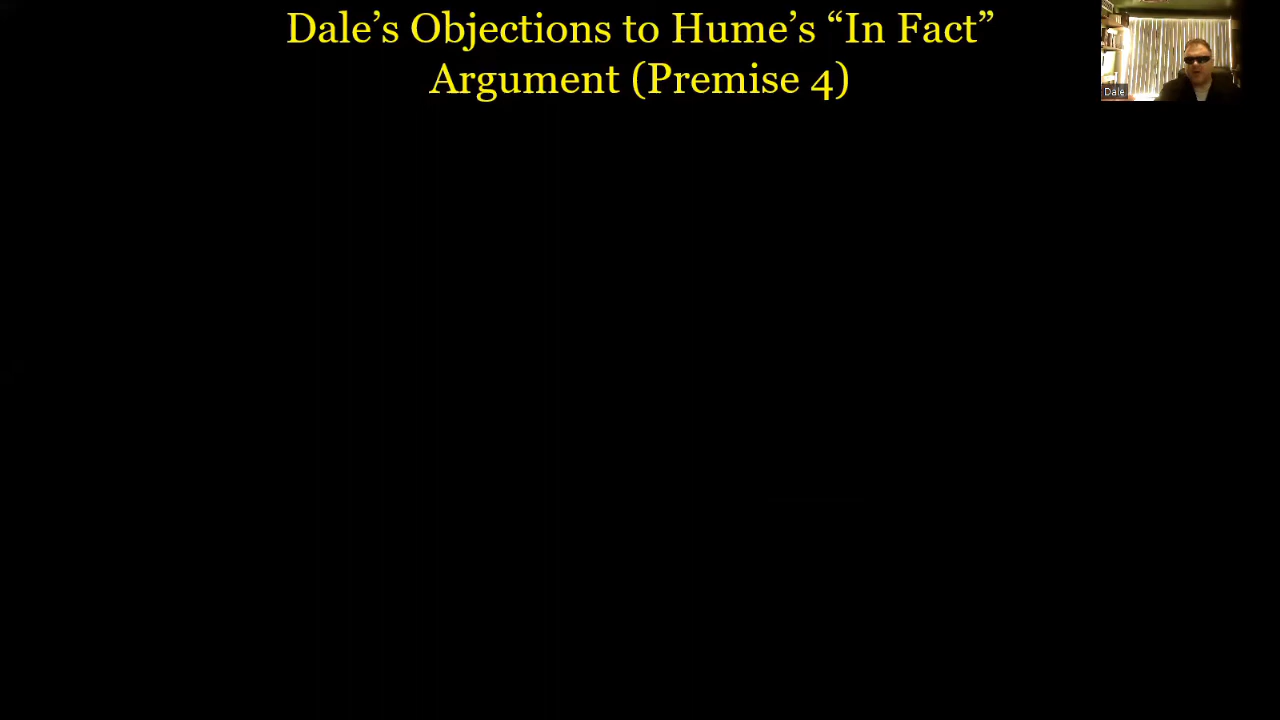 Dale’s Objections to Hume’s “In Fact”
Argument (Premise 4)
Dale